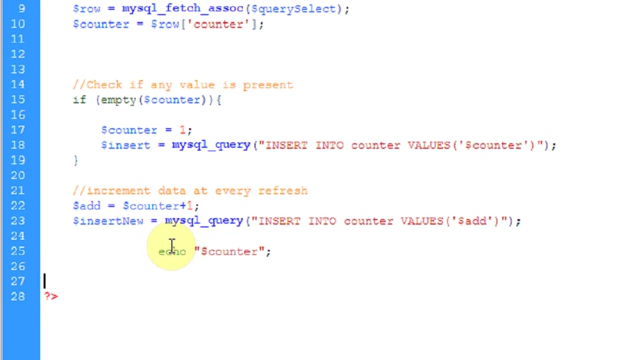 9 $row = mysql_fetch_assoc($querySelect);
10 $counter = $row['counter'];
11
12
13
14 //Check if any value is present
15 if (empty($counter)){
16
17 $counter = 1;
18 $insert = mysql_query("INSERT INTO counter VALUES('$counter')");
19 }
20
21 //increment data at every refresh
22 $add = $counter+1;
23 $insertNew = mysql_query("INSERT INTO counter VALUES('$add')");
24
25 echo "$counter";
26
27
28 ?>